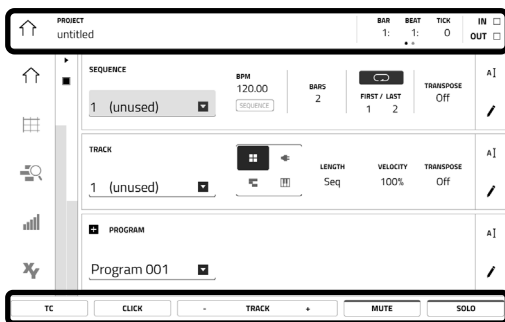 PROJECT
untitled
BAR BEAT TICK
1: 1: 0
IN
OUT
SEQUENCE
1 (unused)
BPM
120.00
SEQUENCE
BARS
2
FIRST / LAST
1 2
TRANSPOSE
Off
A
TRACK
1 (unused)
LENGTH
Seq
VELOCITY
100%
TRANSPOSE
Off
A
PROGRAM
Program 001
A
XY
TC CLICK - TRACK + MUTE SOLO